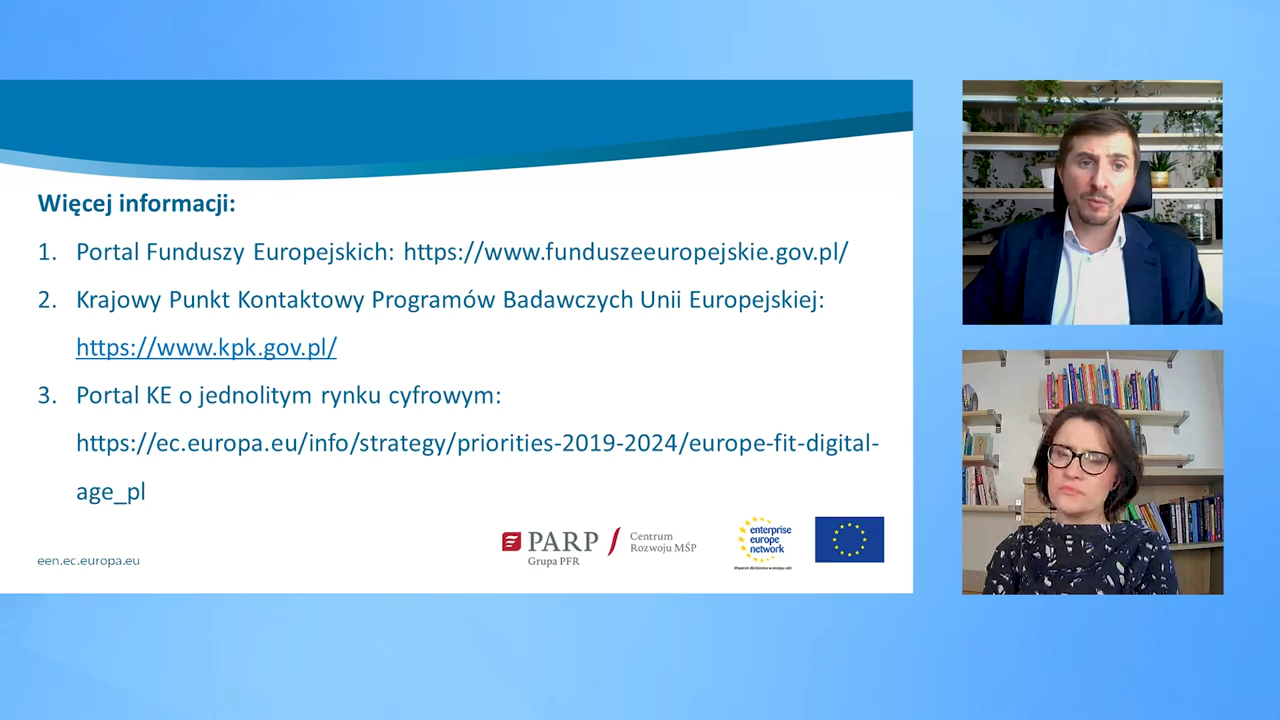 Więcej informacji:
1. Portal Funduszy Europejskich: https://www.funduszeeuropejskie.gov.pl/
2. Krajowy Punkt Kontaktowy Programów Badawczych Unii Europejskiej:
https://www.kpk.gov.pl/
3. Portal KE o jednolitym rynku cyfrowym:
https://ec.europa.eu/info/strategy/priorities-2019-2024/europe-fit-digital-
age_pl
een.ec.europa.eu
PARP
Grupa PFR
Centrum
Rozwoju MŚP
enterprise
europe
network